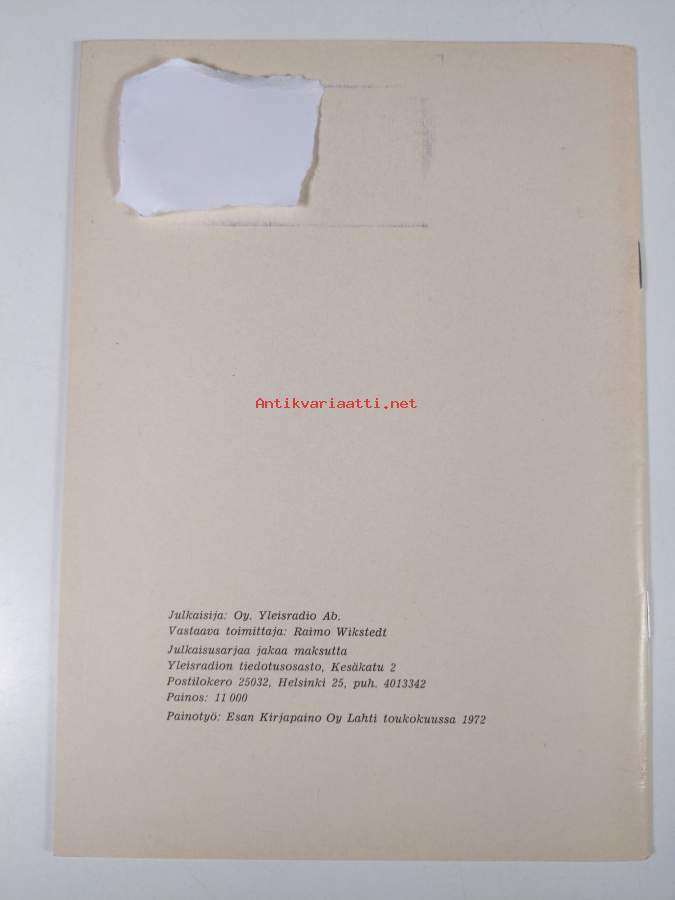 Antikvariaatti.net
Julkaisija: Oy. Yleisradio Ab.
Vastaava toimittaja: Raimo Wikstedt
Julkaisusarjaa jakaa maksutta
Yleisradion tiedotusosasto, Kesäkatu 2
Postilokero 25032, Helsinki 25, puh. 4013342
Painos: 11 000
Painotyö: Esan Kirjapaino Oy Lahti toukokuussa 1972